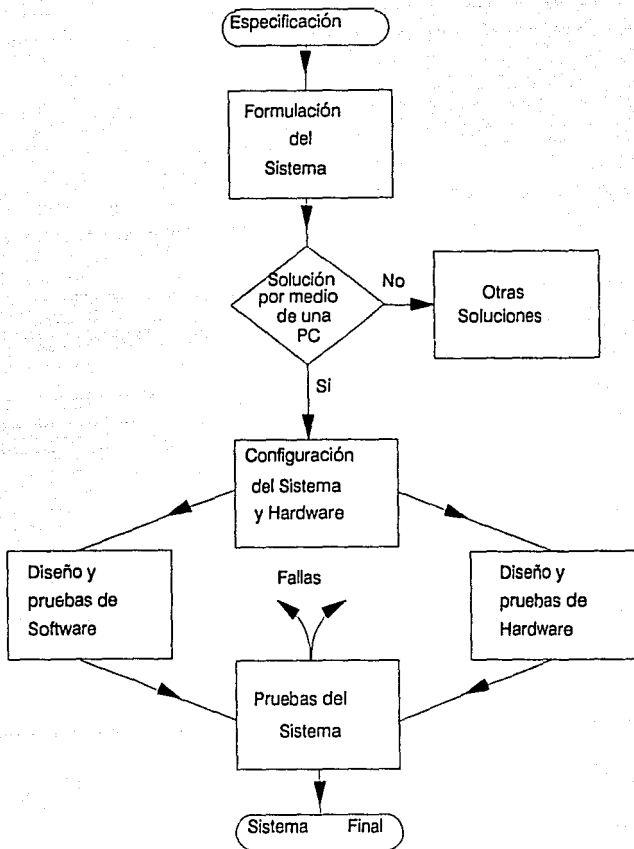 Especificación
Formulación
del
Sistema
Solución
por medio
de una
PC
No
Otras
Soluciones
Si
Configuración
del Sistema
y Hardware
Diseño y
pruebas de
Software
Fallas
Diseño y
pruebas de
Hardware
Pruebas del
Sistema
Sistema Final